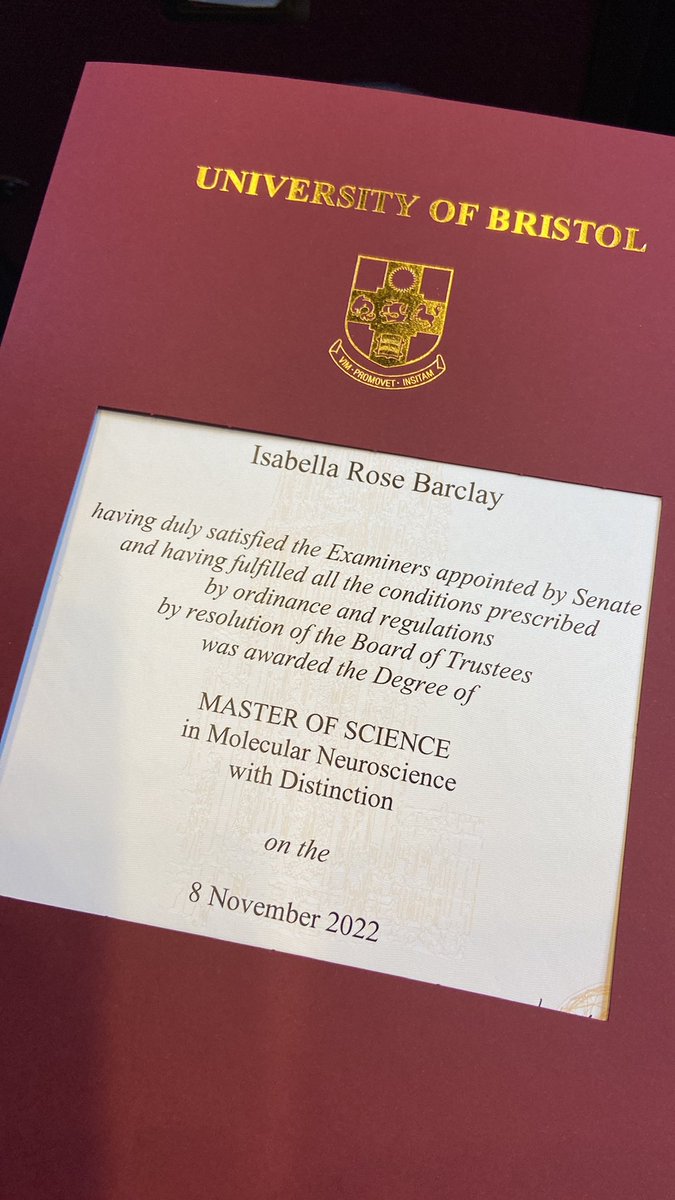 UNIVERSITY OF BRISTOL
VIM · PROMOVET · INSITAM
Isabella Rose Barclay
having duly satisfied the Examiners appointed by Senate
and having fulfilled all the conditions prescribed
by ordinance and regulations
by resolution of the Board of Trustees
was awarded the Degree of
MASTER OF SCIENCE
in Molecular Neuroscience
with Distinction
on the
8 November 2022